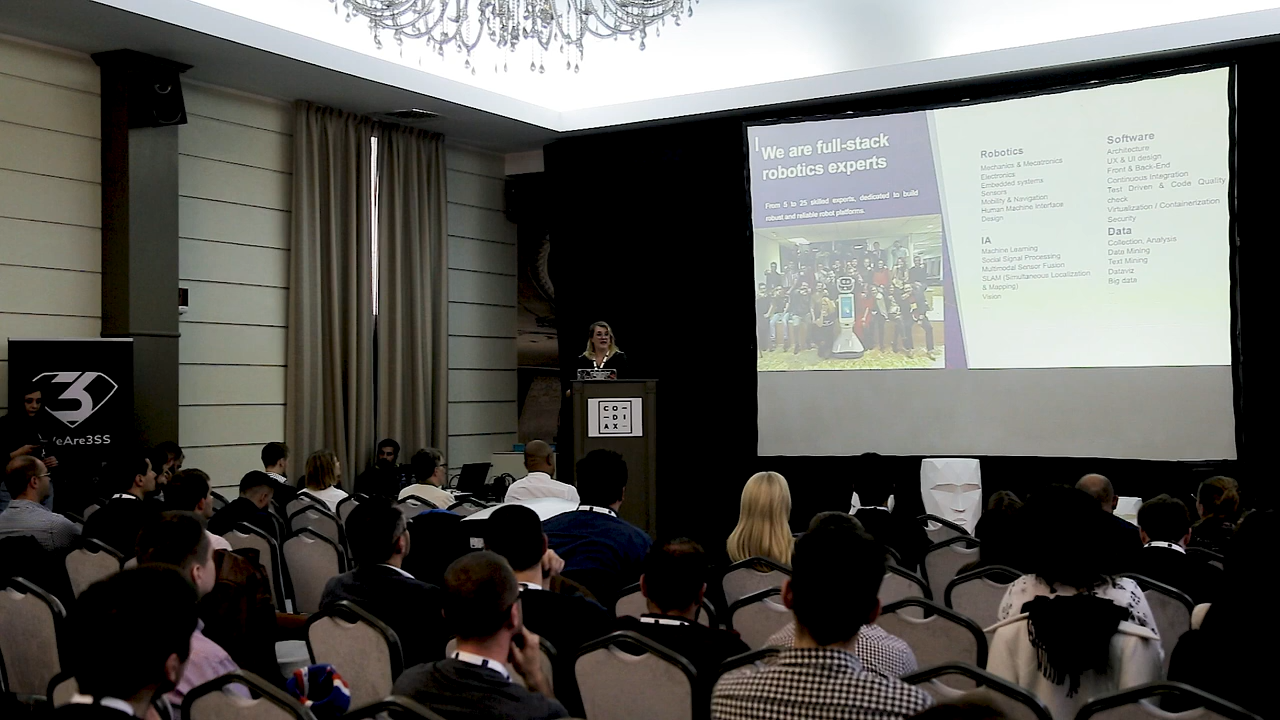 We are full-stack
robotics experts
From 5 to 25 skilled experts, dedicated to build
robust and reliable robot platforms.
Robotics
Mechanics & Mecatronics
Electronics
Embedded systems
Sensors
Mobility & Navigation
Human Machine Interface
Design
IA
Machine Learning
Social Signal Processing
Multimodal Sensor Fusion
SLAM (Simultaneous Localization
& Mapping)
Vision
Software
Architecture
UX & UI design
Front & Back-End
Continuous Integration
Test Driven & Code Quality
check
Virtualization / Containerization
Security
Data
Collection, Analysis
Data Mining
Text Mining
Dataviz
Big data
CO
DI
AX
3
WeAre3SS